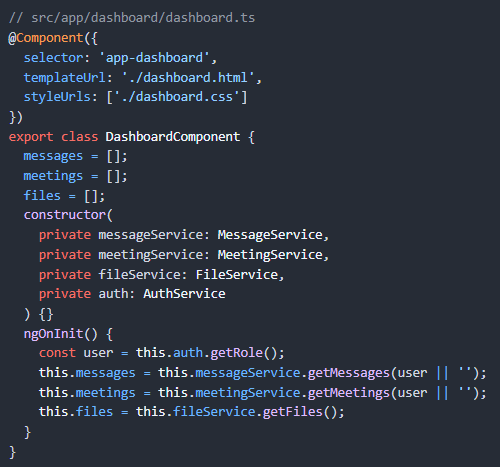 // src/app/dashboard/dashboard.ts
@Component({
  selector: 'app-dashboard',
  templateUrl: './dashboard.html',
  styleUrls: ['./dashboard.css']
})
export class DashboardComponent {
  messages = [];
  meetings = [];
  files = [];
  constructor(
    private messageService: MessageService,
    private meetingService: MeetingService,
    private fileService: FileService,
    private auth: AuthService
  ) {}
  ngOnInit() {
    const user = this.auth.getRole();
    this.messages = this.messageService.getMessages(user || '');
    this.meetings = this.meetingService.getMeetings(user || '');
    this.files = this.fileService.getFiles();
  }
}